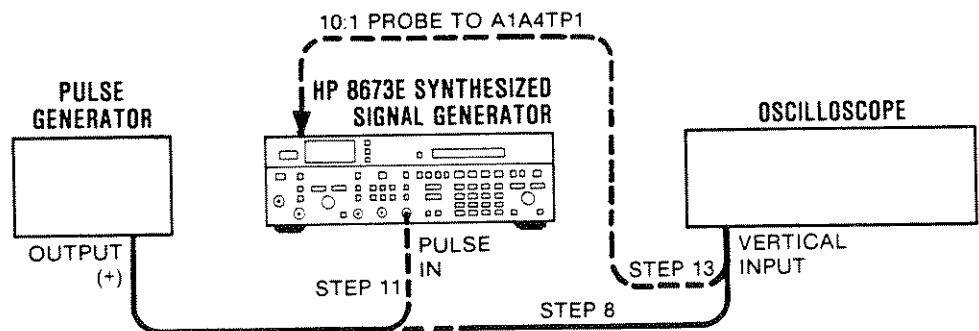 10:1 PROBE TO A1A4TP1
PULSE
GENERATOR
HP 8673E SYNTHESIZED
SIGNAL GENERATOR
OSCILLOSCOPE
OUTPUT
(+)
PULSE
IN
STEP 11
VERTICAL
INPUT
STEP 13
STEP 8